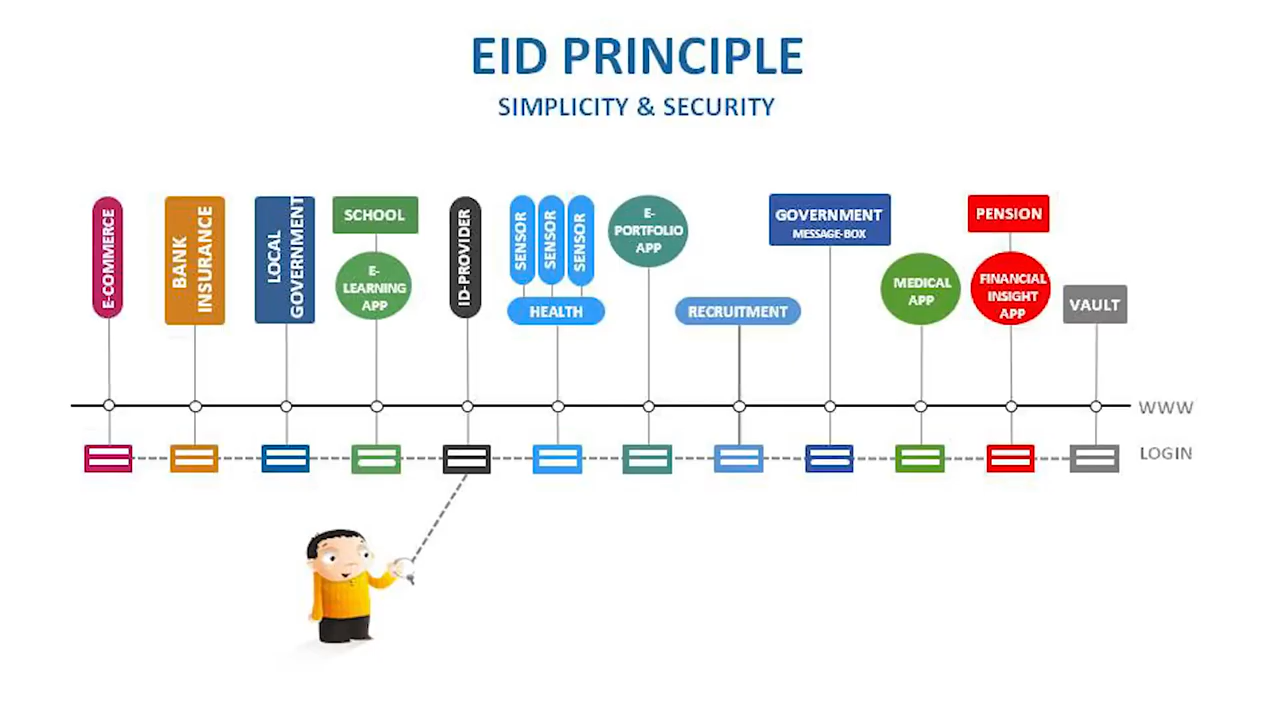 EID PRINCIPLE
SIMPLICITY & SECURITY
E-COMMERCE
BANK
INSURANCE
LOCAL
GOVERNMENT
SCHOOL
E-
LEARNING
APP
ID-PROVIDER
SENSOR
SENSOR
SENSOR
HEALTH
E-
PORTFOLIO
APP
RECRUITMENT
GOVERNMENT
MESSAGE-BOX
MEDICAL
APP
PENSION
FINANCIAL
INSIGHT
APP
VAULT
WWW
LOGIN